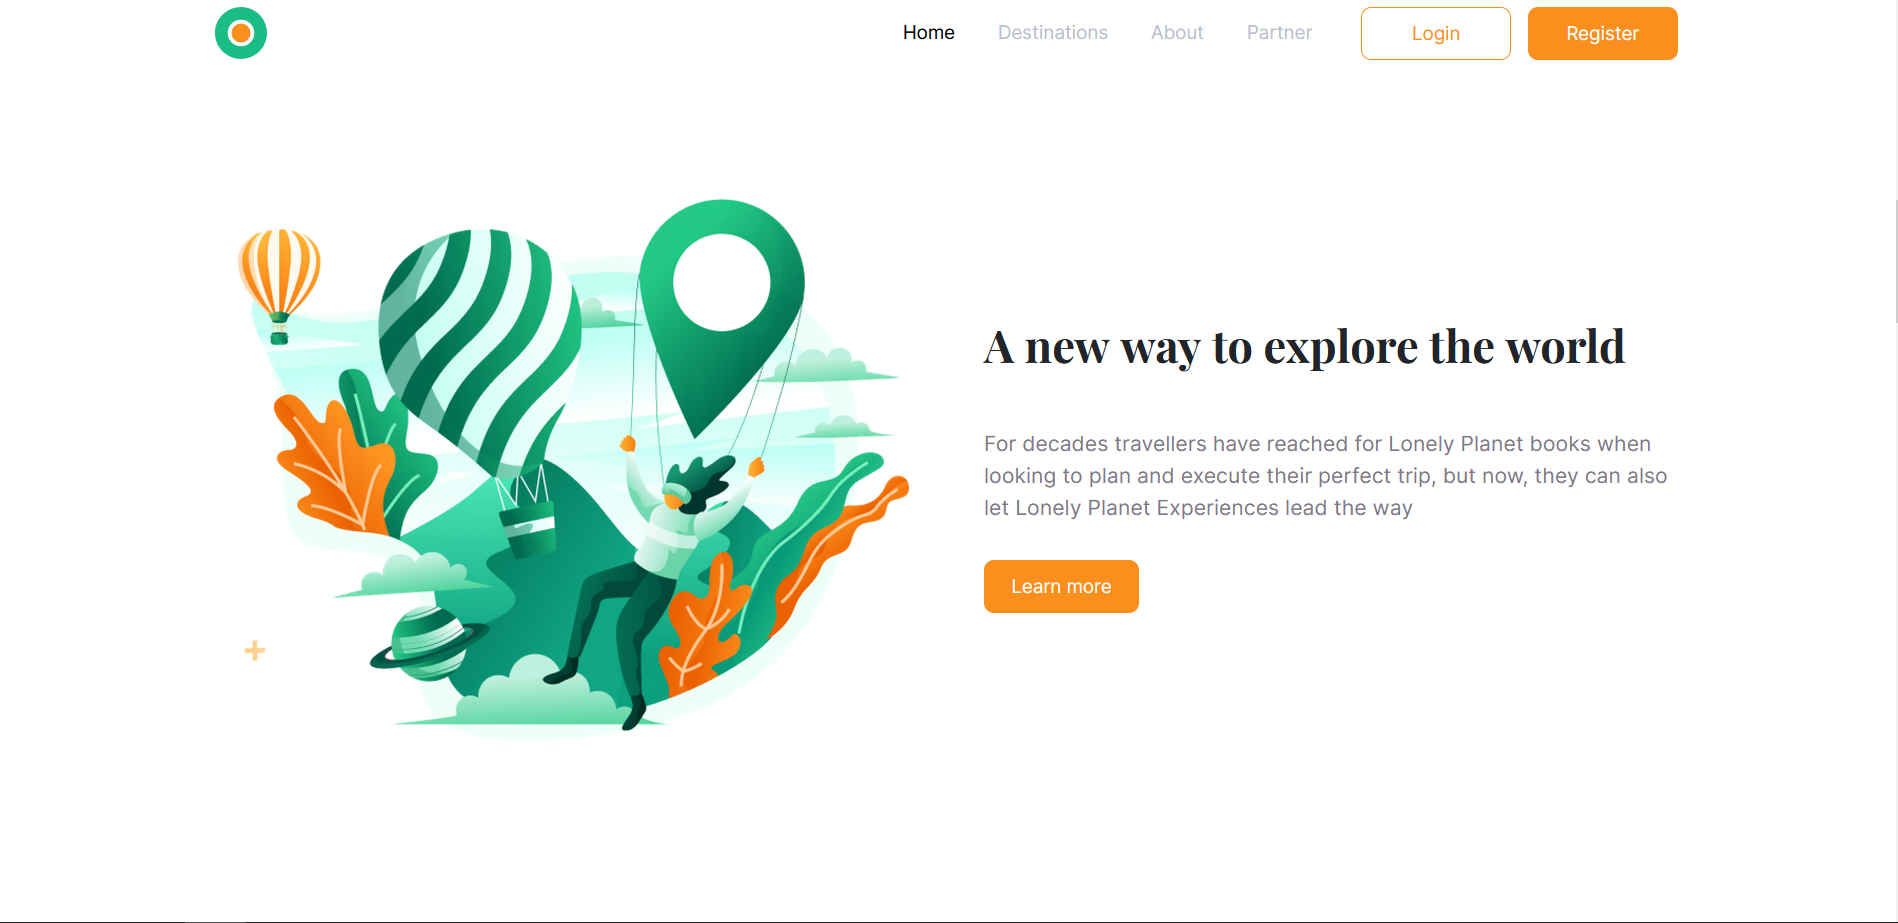 Home Destinations About Partner Login Register
A new way to explore the world
For decades travellers have reached for Lonely Planet books when
looking to plan and execute their perfect trip, but now, they can also
let Lonely Planet Experiences lead the way
Learn more